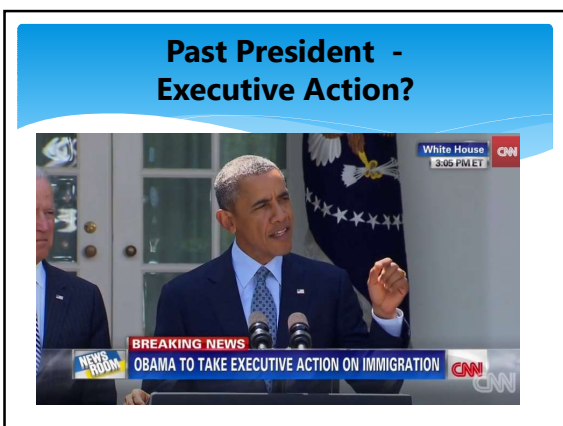 Past President -
Executive Action?
White House
CNN
3:05 PM ET
BREAKING NEWS
NEWS
ROOM
OBAMA TO TAKE EXECUTIVE ACTION ON IMMIGRATION
CNN
CNN